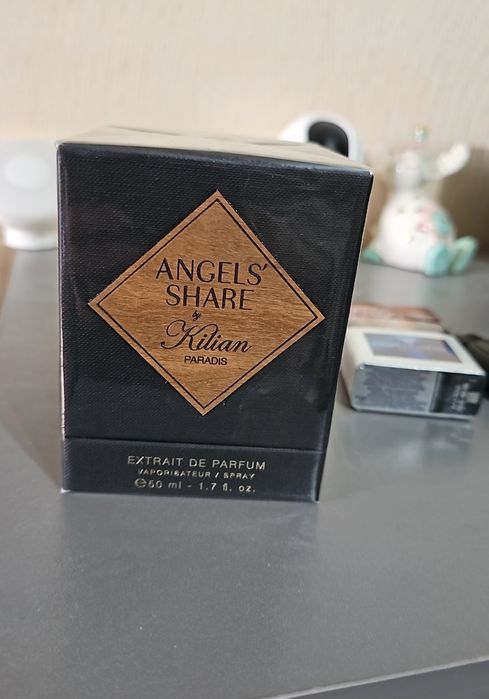 ANGELS'
SHARE
by
Kilian
PARADIS
EXTRAIT DE PARFUM
VAPORISATEUR / SPRAY
℮50 ml - 1.7 fl. oz.